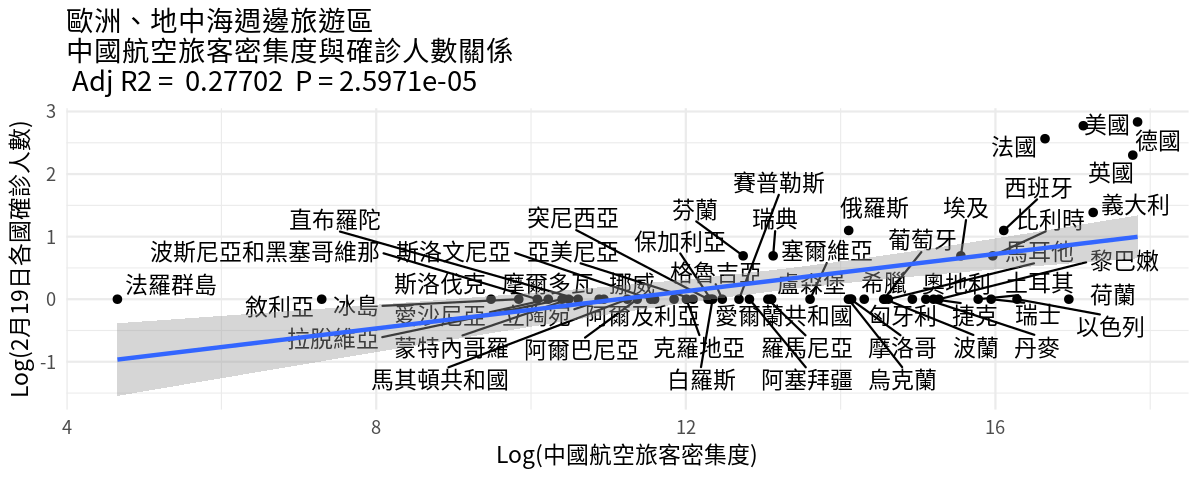 歐洲、地中海週邊旅遊區
中國航空旅客密集度與確診人數關係
Adj R2 = 0.27702 P = 2.5971e-05
Log(2月19日各國確診人數)
3
2
1
0
-1
美國
德國
法國
英國
賽普勒斯
西班牙
義大利
直布羅陀
突尼西亞
芬蘭
瑞典
俄羅斯
埃及
比利時
波斯尼亞和黑塞哥維那
斯洛文尼亞
亞美尼亞
保加利亞
塞爾維亞
葡萄牙
馬耳他
黎巴嫩
法羅群島
斯洛伐克
摩爾多瓦
挪威
格魯吉亞
盧森堡
希臘
奧地利
土耳其
荷蘭
敘利亞
冰島
愛沙尼亞
立陶宛
阿爾及利亞
愛爾蘭共和國
匈牙利
捷克
瑞士
以色列
拉脫維亞
蒙特內哥羅
阿爾巴尼亞
克羅地亞
羅馬尼亞
摩洛哥
波蘭
丹麥
馬其頓共和國
白羅斯
阿塞拜疆
烏克蘭
4
8
12
16
Log(中國航空旅客密集度)